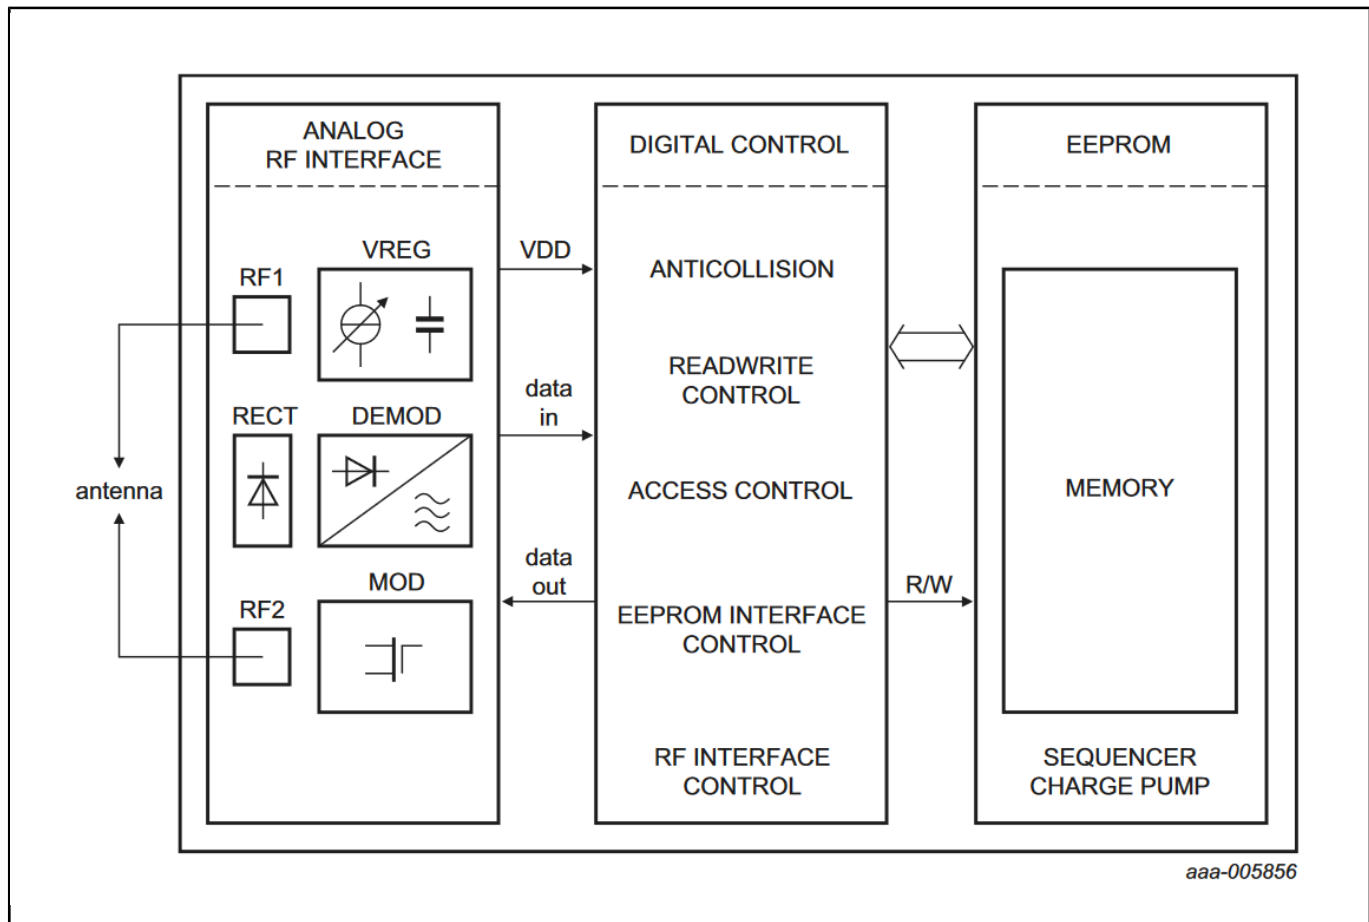 ANALOG
RF INTERFACE
RF1
VREG
RECT
DEMOD
antenna
RF2
MOD
VDD
data
in
data
out
DIGITAL CONTROL
ANTICOLLISION
READWRITE
CONTROL
ACCESS CONTROL
EEPROM INTERFACE
CONTROL
RF INTERFACE
CONTROL
R/W
EEPROM
MEMORY
SEQUENCER
CHARGE PUMP
aaa-005856